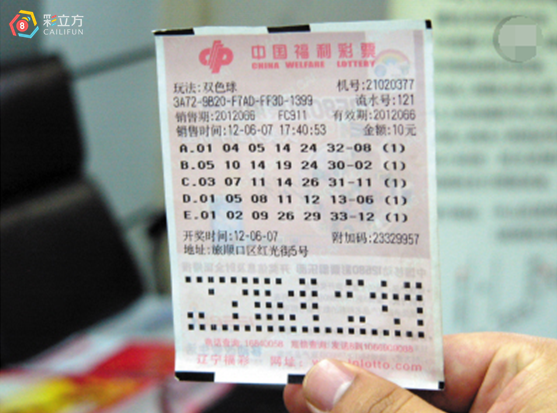 彩立方
CAILIFUN
中国福利彩票
CHINA WELFARE LOTTERY
玩法:双色球 机号:21020377
3A72-9B20-F7AD-FF3D-1399 流水号:121
销售期:2012066 FC911 有效期:2012066
销售时间:12-06-07 17:40:53 金额:10元
A.01 04 05 14 24 32-08 (1)
B.05 10 14 19 24 30-02 (1)
C.03 07 11 14 26 31-11 (1)
D.01 05 08 11 12 13-06 (1)
E.01 02 09 26 29 33-12 (1)
开奖时间:12-06-07 附加码:23329957
地址:旅顺口区红光街5号
辽宁福彩 网址: